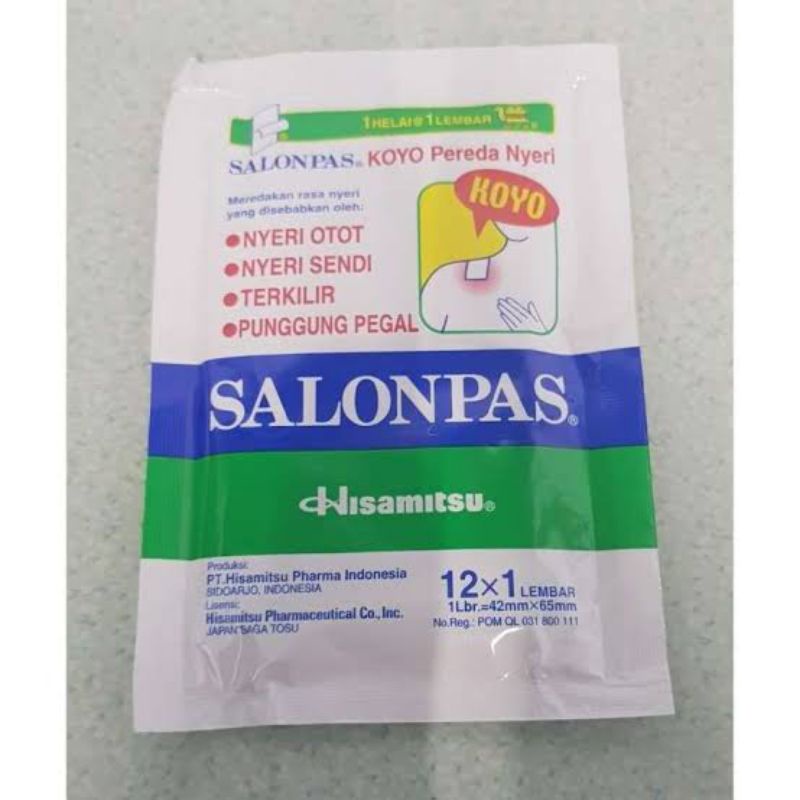 1 HELAI@1 LEMBAR
SALONPAS® KOYO Pereda Nyeri
Meredakan rasa nyeri
yang disebabkan oleh:
●NYERI OTOT
●NYERI SENDI
●TERKILIR
●PUNGGUNG PEGAL
KOYO
SALONPAS®
Hisamitsu®
Produksi:
PT.Hisamitsu Pharma Indonesia
SIDOARJO, INDONESIA
Lisensi:
Hisamitsu Pharmaceutical Co., Inc.
JAPAN SAGA TOSU
12×1 LEMBAR
1Lbr.=42mm×65mm
No.Reg.: POM QL 031 800 111